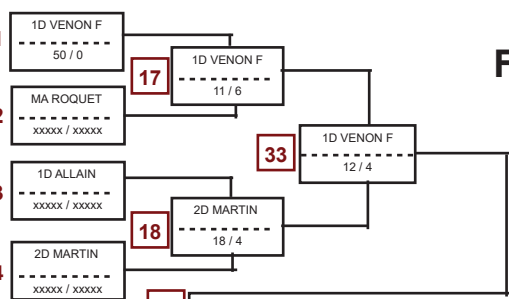 1D VENON F
50 / 0
17
1D VENON F
11 / 6
F
2
MA ROQUET
xxxxx / xxxxx
33
1D VENON F
12 / 4
1D ALLAIN
xxxxx / xxxxx
18
2D MARTIN
18 / 4
2D MARTIN
xxxxx / xxxxx